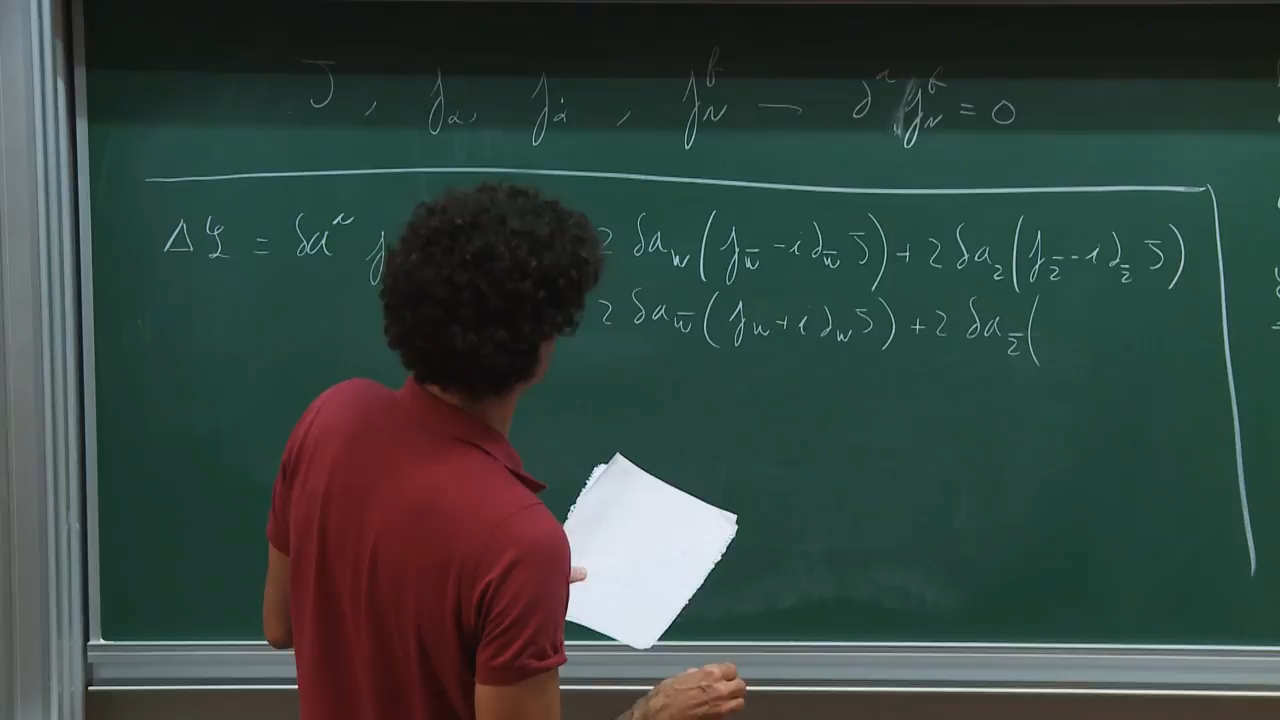 J , j_α, j_α̇ , j_μ^f — ∂^μ j_μ^f = 0
Δℒ = δa^μ j 2 δa_w (j_w̄ - i∂_w̄ J) + 2 δa_z (j_z̄ - i∂_z̄ J)
2 δa_w̄ (j_w + i∂_w J) + 2 δa_z̄ (